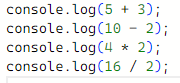 console.log(5 + 3);
console.log(10 - 2);
console.log(4 * 2);
console.log(16 / 2);